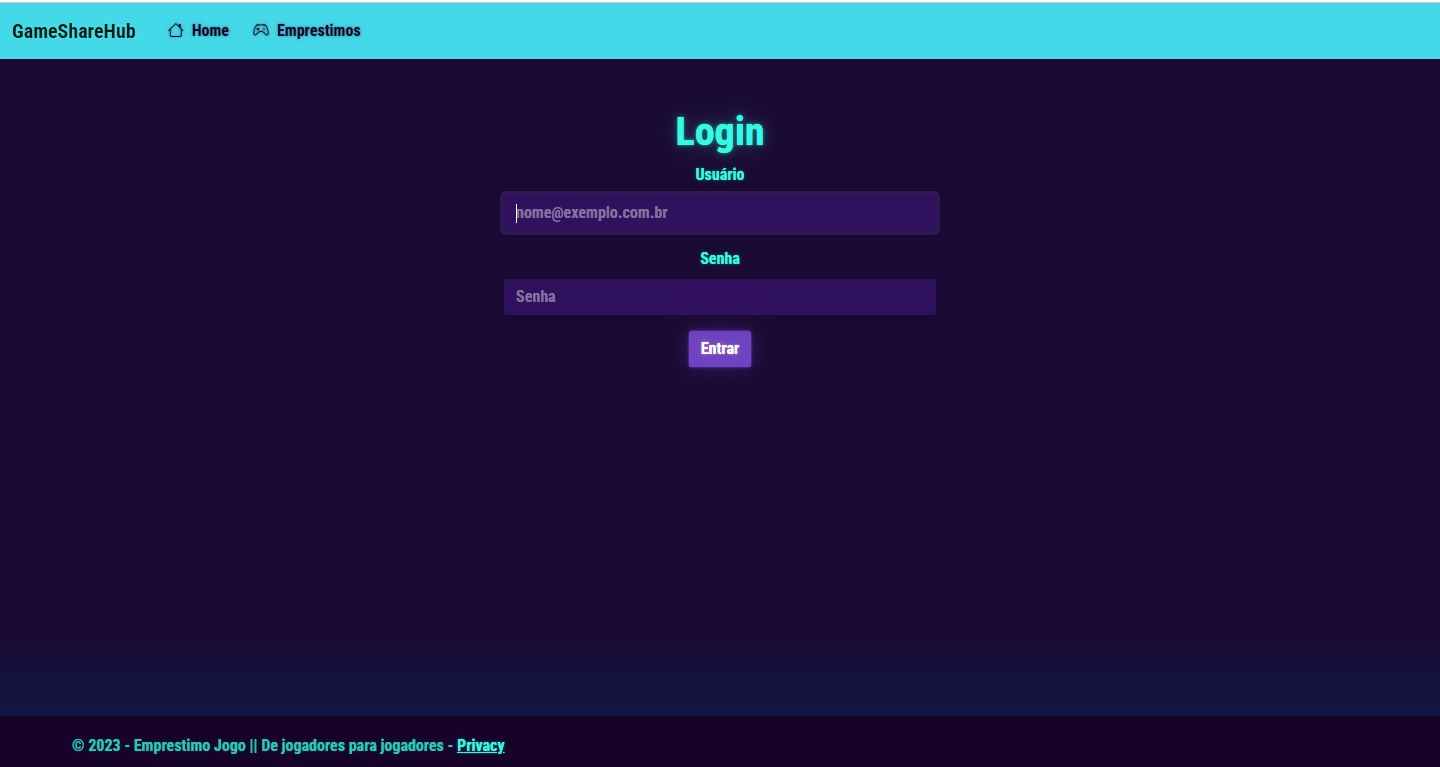 GameShareHub Home Emprestimos
Login
Usuário
nome@exemplo.com.br
Senha
Senha
Entrar
© 2023 - Emprestimo Jogo || De jogadores para jogadores - Privacy